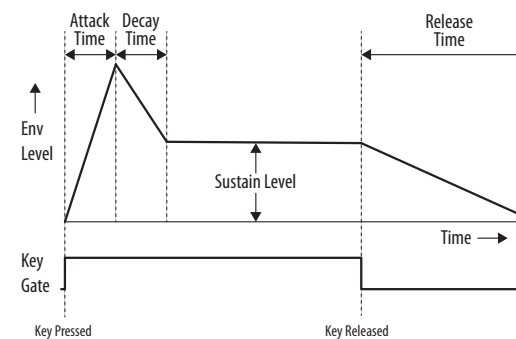 Attack
Time
Decay
Time
Release
Time
Env
Level
Sustain Level
Time
Key
Gate
Key Pressed
Key Released